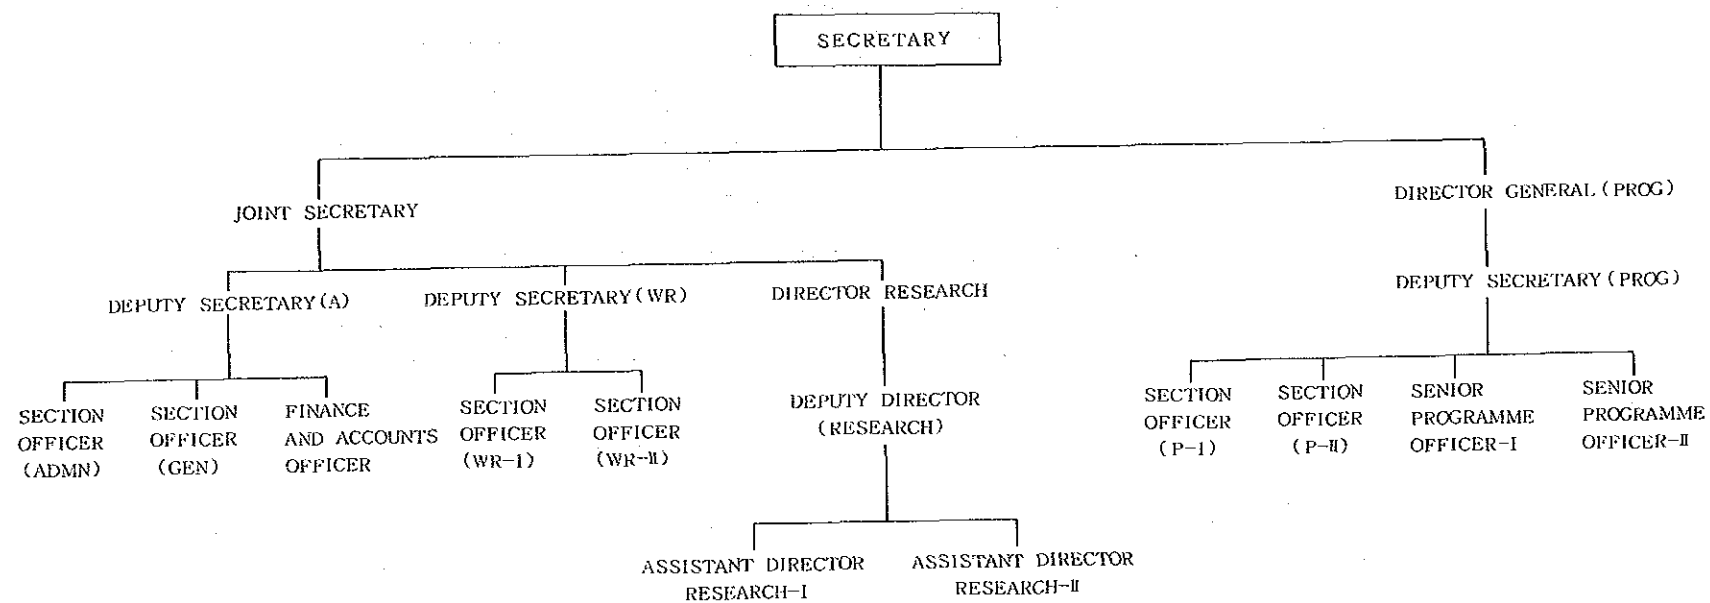 SECRETARY
DIRECTOR GENERAL (PROG)
JOINT SECRETARY
DEPUTY SECRETARY (PROG)
DEPUTY SECRETARY (A)
DEPUTY SECRETARY (WR)
DIRECTOR RESEARCH
SECTION
OFFICER
(ADMN)
SECTION
OFFICER
(GEN)
FINANCE
AND ACCOUNTS
OFFICER
SECTION
OFFICER
(WR-I)
SECTION
OFFICER
(WR-II)
DEPUTY DIRECTOR
(RESEARCH)
SECTION
OFFICER
(P-I)
SECTION
OFFICER
(P-II)
SENIOR
PROGRAMME
OFFICER-I
SENIOR
PROGRAMME
OFFICER-II
ASSISTANT DIRECTOR
RESEARCH-I
ASSISTANT DIRECTOR
RESEARCH-II